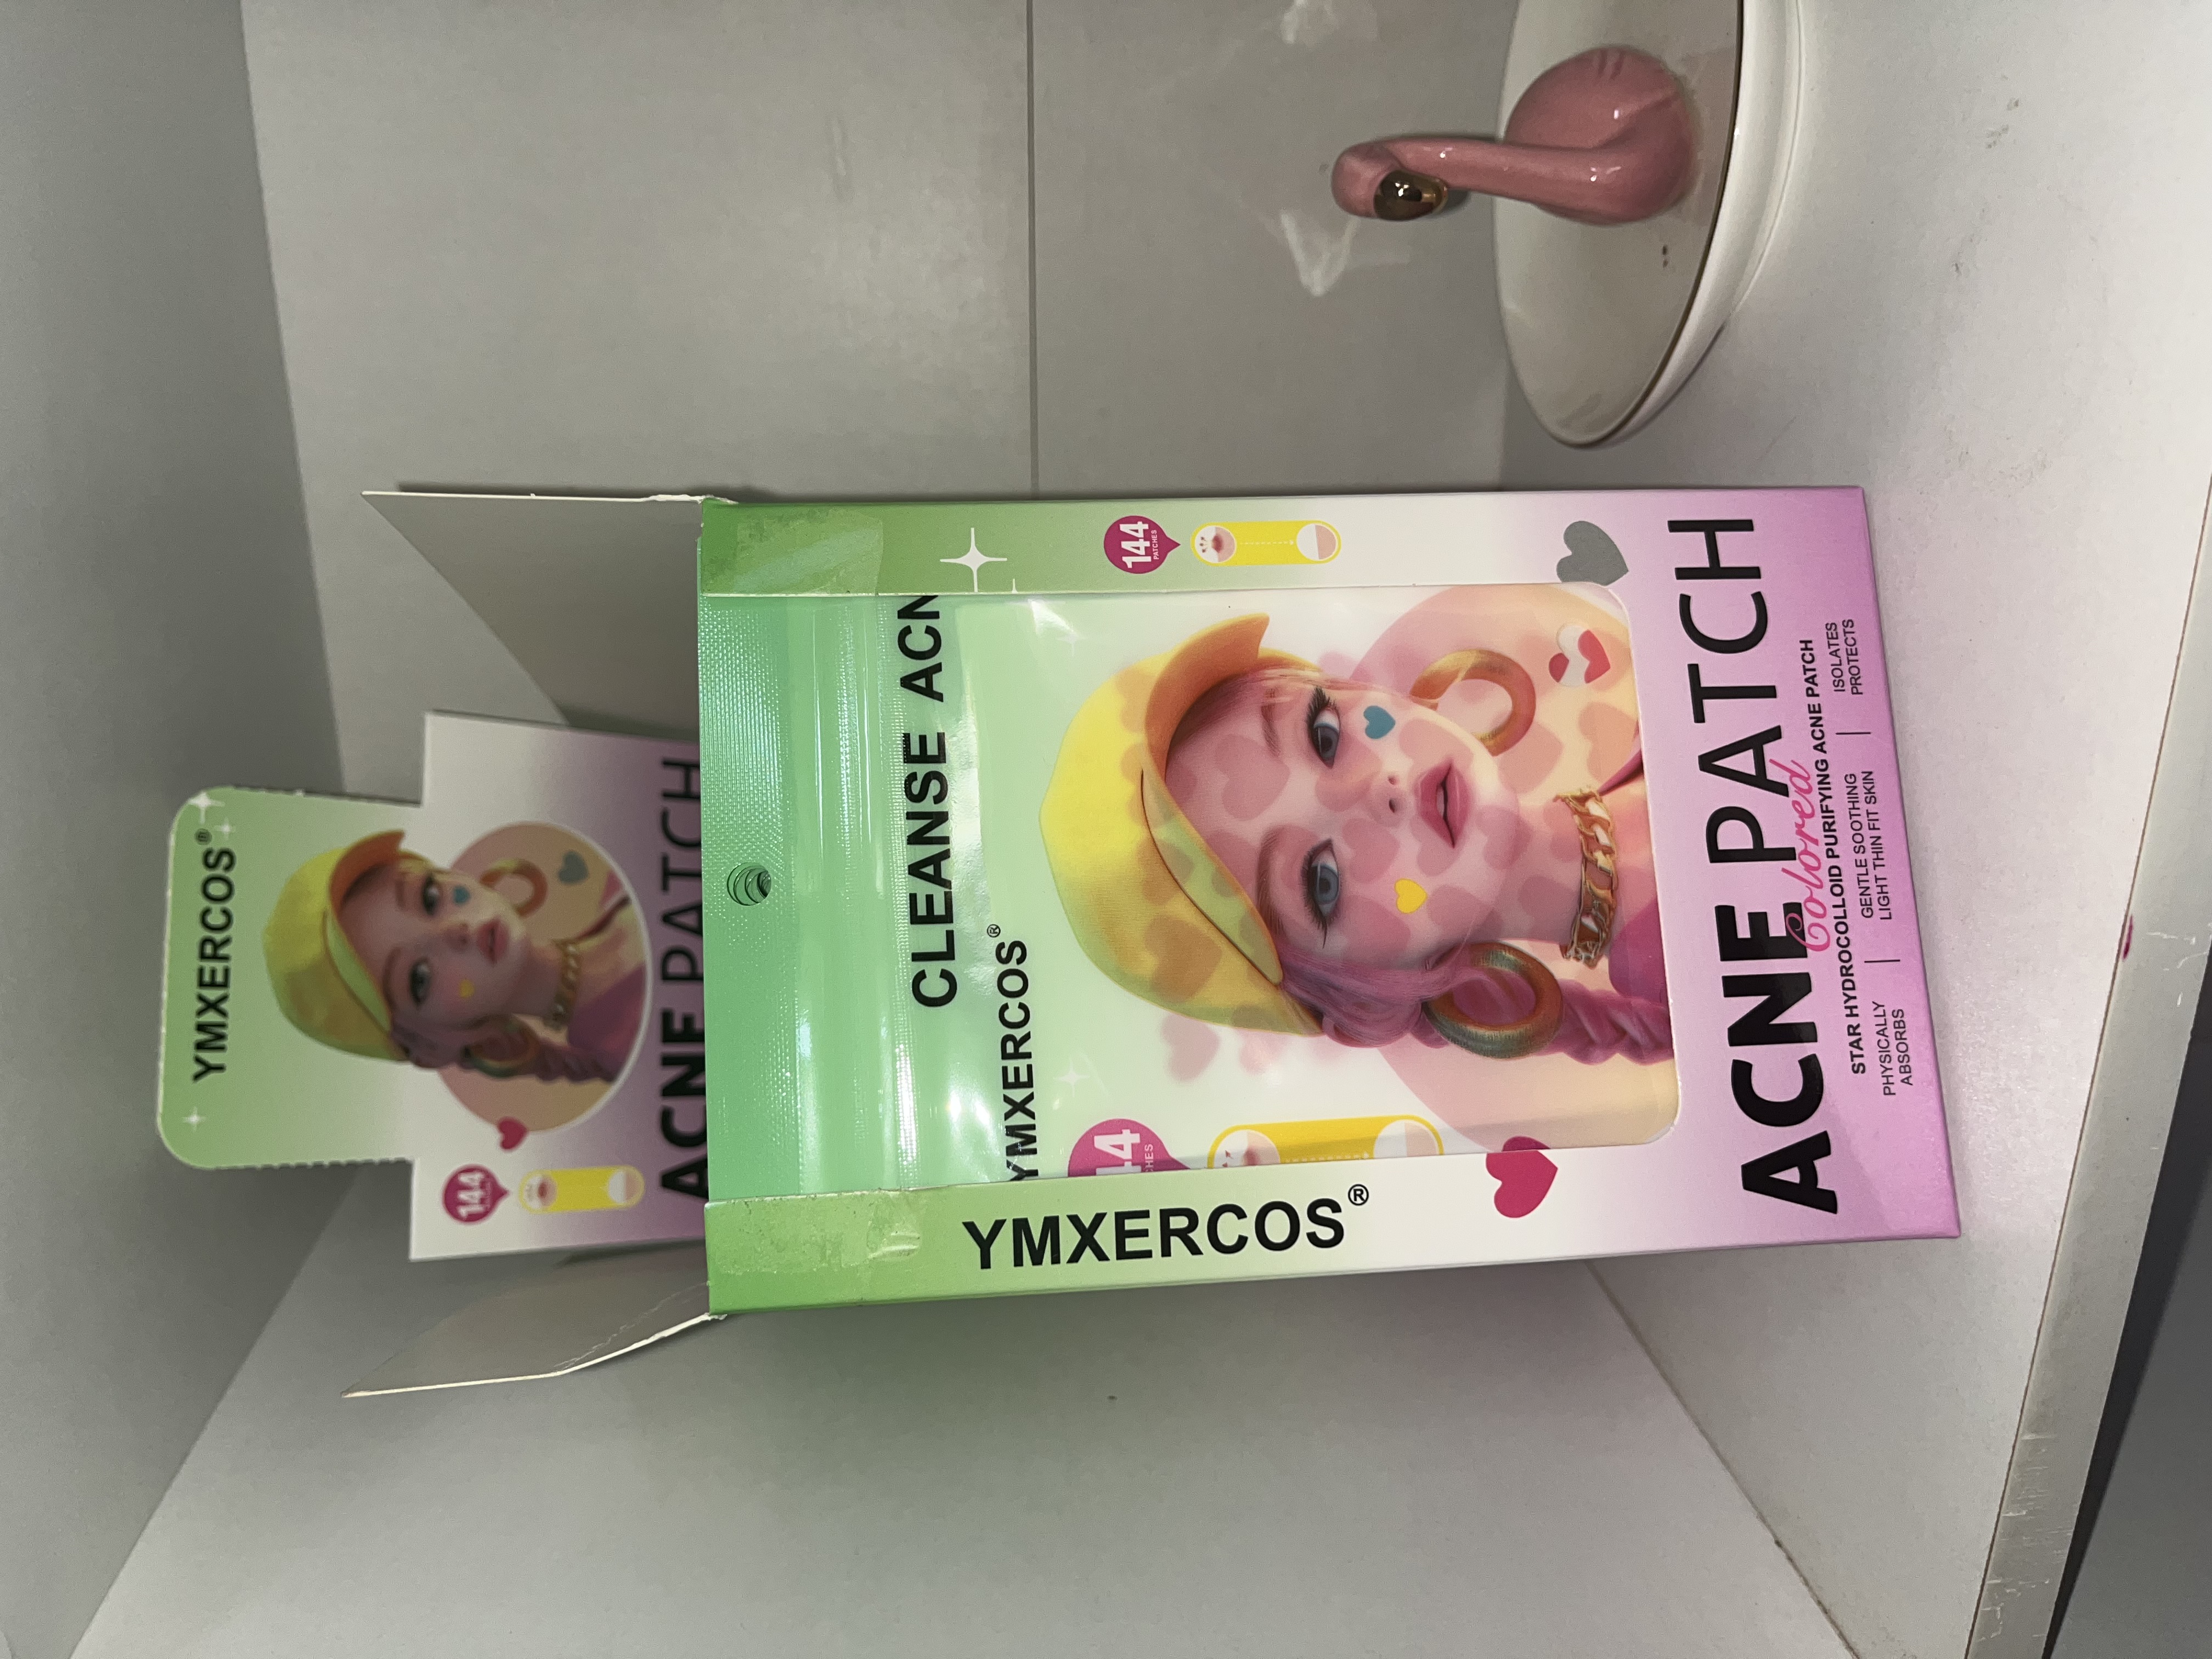 YMXERCOS®
144
ACNE PATCH
CLEANSE ACN
YMXERCOS®
144
PATCHES
YMXERCOS®
ACNE PATCH
Colored
STAR HYDROCOLLOID PURIFYING ACNE PATCH
PHYSICALLY
ABSORBS
GENTLE SOOTHING
LIGHT THIN FIT SKIN
ISOLATES
PROTECTS